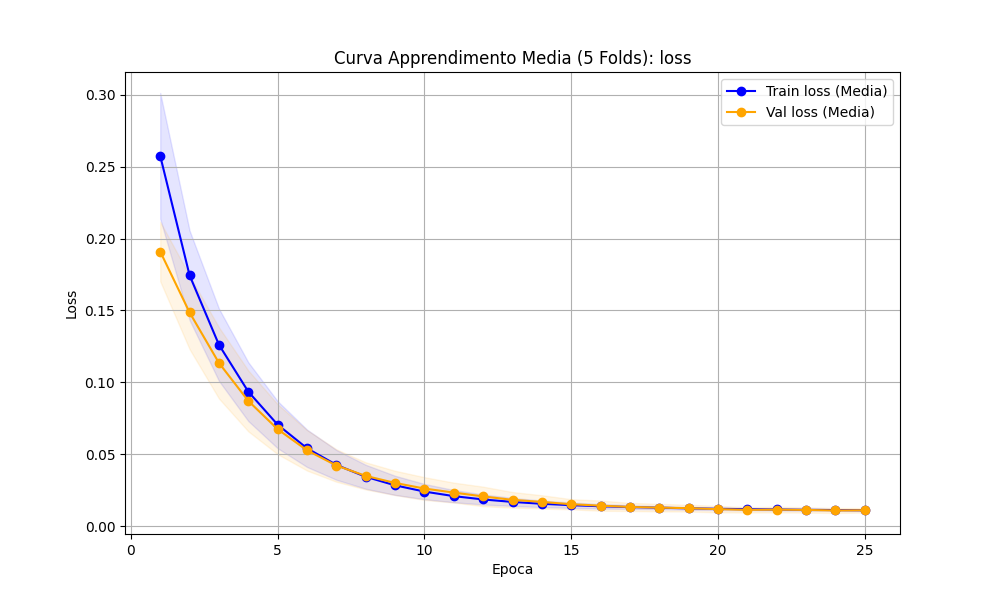 Curva Apprendimento Media (5 Folds): loss
Train loss (Media)
Val loss (Media)
Loss
0.30
0.25
0.20
0.15
0.10
0.05
0.00
0
5
10
15
20
25
Epoca